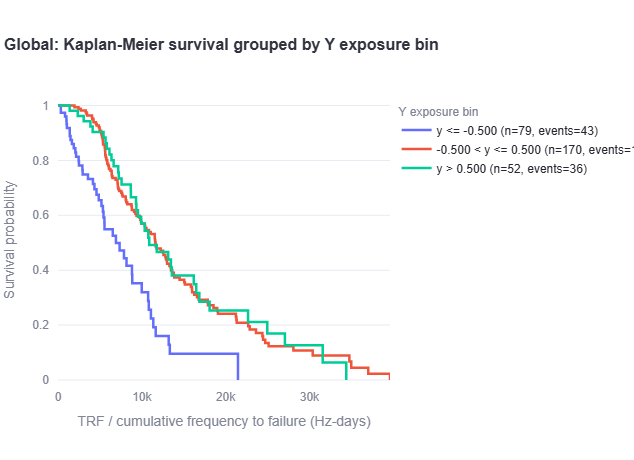 Global: Kaplan-Meier survival grouped by Y exposure bin
Y exposure bin
y <= -0.500 (n=79, events=43)
-0.500 < y <= 0.500 (n=170, events=
y > 0.500 (n=52, events=36)
Survival probability
1
0.8
0.6
0.4
0.2
0
0 10k 20k 30k
TRF / cumulative frequency to failure (Hz-days)